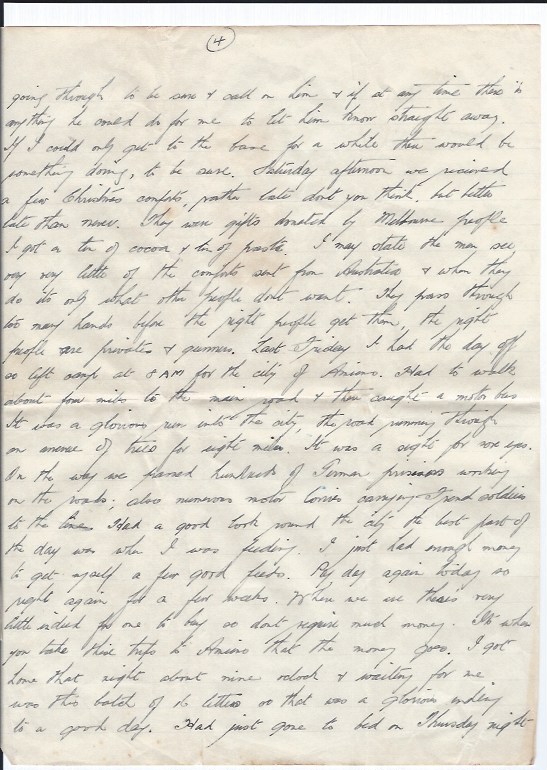 4
going through to be sure & call on him & if at any time there is
anything he could do for me to let him know straight away.
If I could only get to the base for a while there would be
something doing, to be sure. Saturday afternoon we received
a few Christmas comforts, rather late dont you think, but better
late than never. They were gifts donated by Melbourne people
I got a tin of cocoa & tin of paste. I may state the men see
very very little of the comforts sent from Australia & when they
do its only what other people dont want. They pass through
too many hands before the right people get them, the right
people are privates & gunners. Last Friday I had the day off
so left camp at 8 AM for the city of Amiens. Had to walk
about four miles to the main road & then caught a motor bus
It was a glorious run into the city, the road running through
an avenue of trees for eight miles. It was a sight for sore eyes.
On the way we passed hundreds of German prisoners working
on the roads; also numerous motor lorries carrying French soldiers
to the line. Had a good look round the city the best part of
the day was when I was feeding. I just had enough money
to get myself a few good feeds. Pay day again today so
right again for a few weeks. Where we are theres very
little indeed for one to buy so dont require much money. Its when
you take these trips to Amiens that the money goes. I got
home that night about nine oclock & waiting for me
was this batch of letters so that was a glorious ending
to a good day. Had just gone to bed on Thursday night